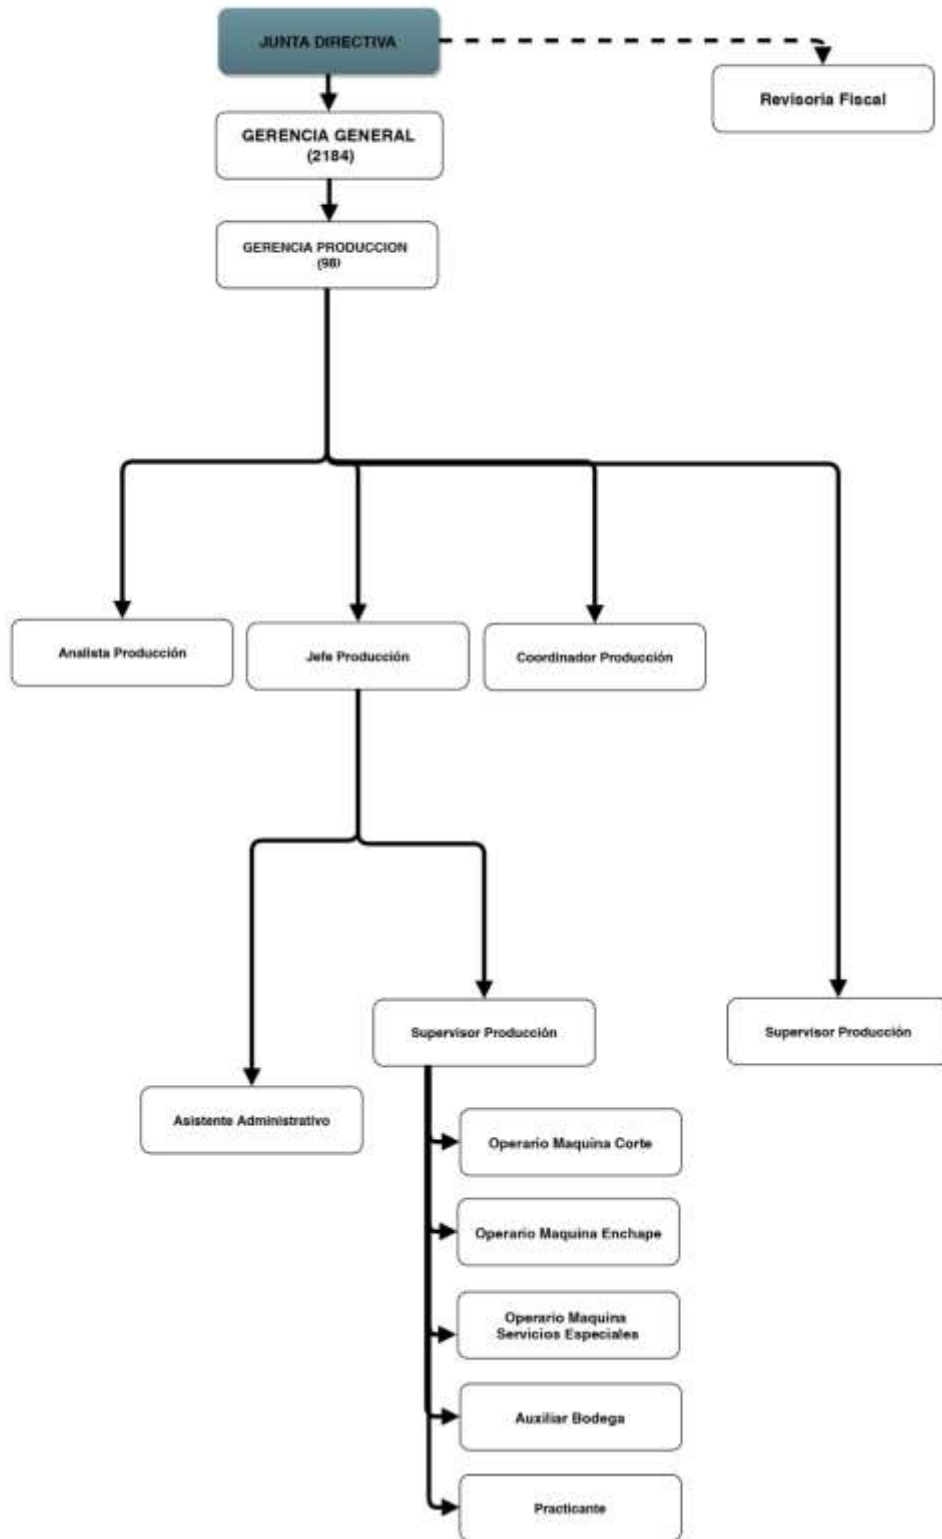 JUNTA DIRECTIVA
Revisoria Fiscal
GERENCIA GENERAL
(2184)
GERENCIA PRODUCCION
(98)
Analista Producción
Jefe Producción
Coordinador Producción
Supervisor Producción
Supervisor Producción
Asistente Administrativo
Operario Maquina Corte
Operario Maquina Enchape
Operario Maquina
Servicios Especiales
Auxiliar Bodega
Practicante